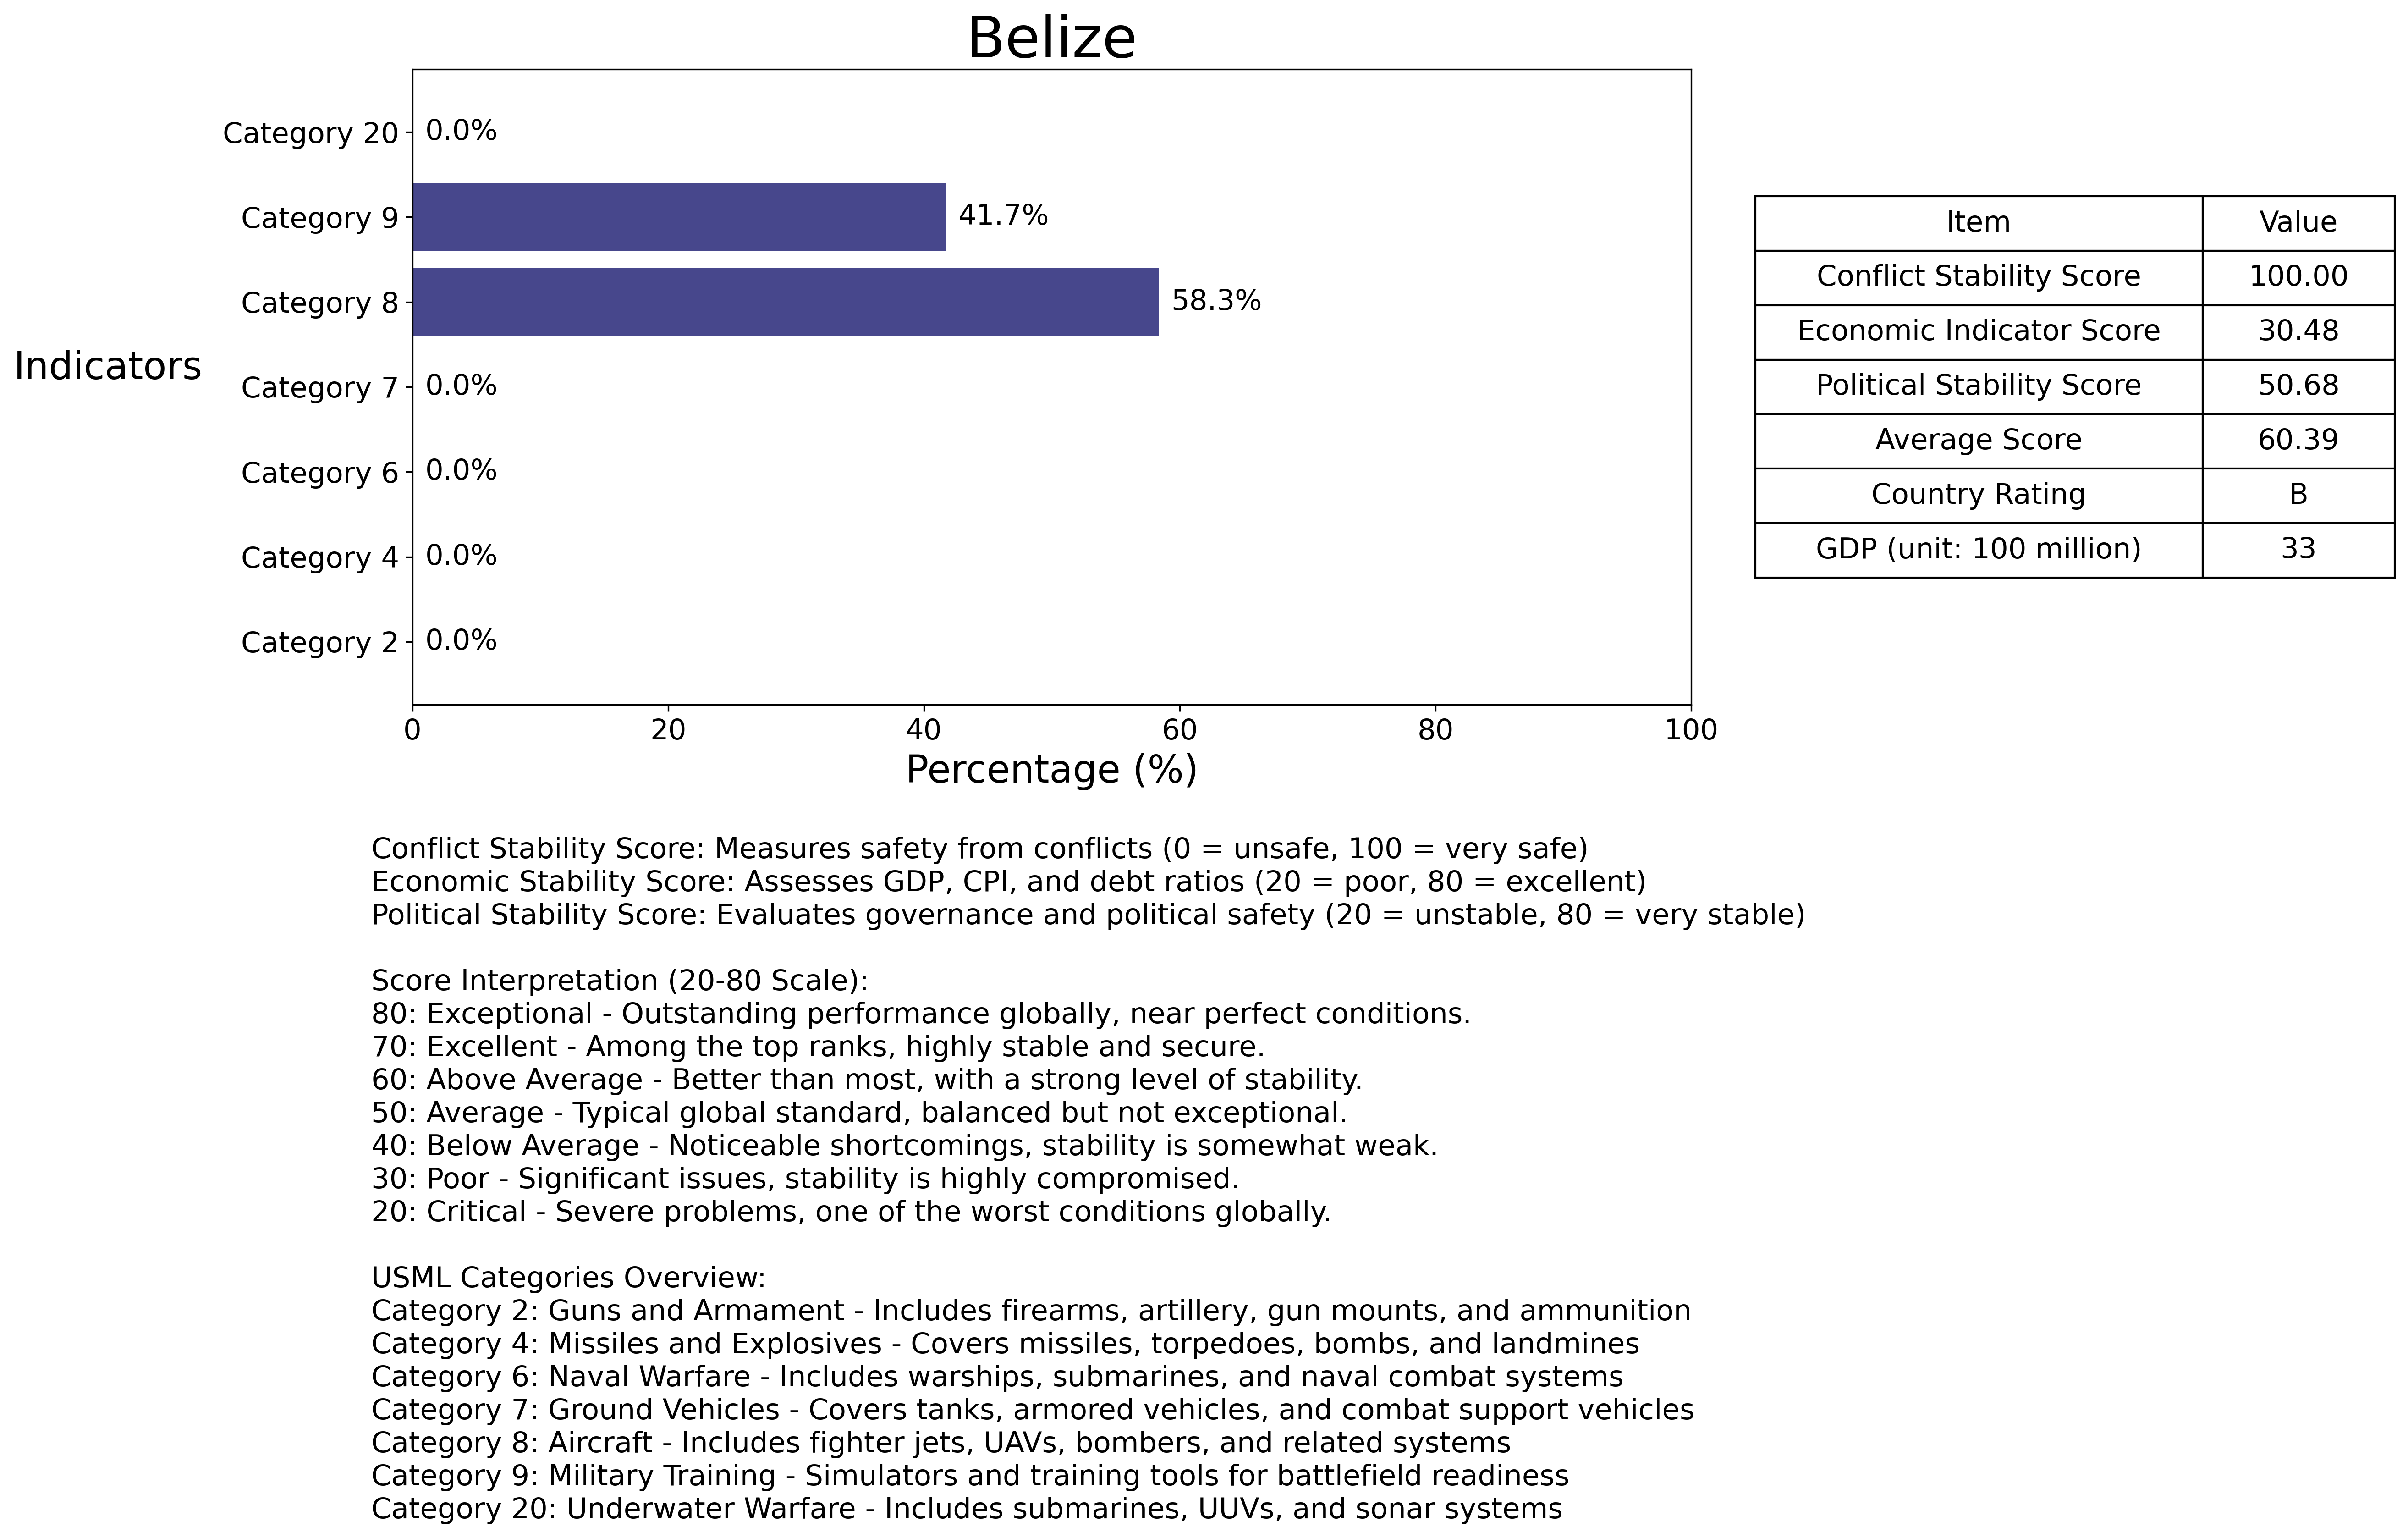 Belize
Indicators
Category 20 0.0%
Category 9 41.7%
Category 8 58.3%
Category 7 0.0%
Category 6 0.0%
Category 4 0.0%
Category 2 0.0%
0 20 40 60 80 100
Percentage (%)
Item Value
Conflict Stability Score 100.00
Economic Indicator Score 30.48
Political Stability Score 50.68
Average Score 60.39
Country Rating B
GDP (unit: 100 million) 33
Conflict Stability Score: Measures safety from conflicts (0 = unsafe, 100 = very safe)
Economic Stability Score: Assesses GDP, CPI, and debt ratios (20 = poor, 80 = excellent)
Political Stability Score: Evaluates governance and political safety (20 = unstable, 80 = very stable)
Score Interpretation (20-80 Scale):
80: Exceptional - Outstanding performance globally, near perfect conditions.
70: Excellent - Among the top ranks, highly stable and secure.
60: Above Average - Better than most, with a strong level of stability.
50: Average - Typical global standard, balanced but not exceptional.
40: Below Average - Noticeable shortcomings, stability is somewhat weak.
30: Poor - Significant issues, stability is highly compromised.
20: Critical - Severe problems, one of the worst conditions globally.
USML Categories Overview:
Category 2: Guns and Armament - Includes firearms, artillery, gun mounts, and ammunition
Category 4: Missiles and Explosives - Covers missiles, torpedoes, bombs, and landmines
Category 6: Naval Warfare - Includes warships, submarines, and naval combat systems
Category 7: Ground Vehicles - Covers tanks, armored vehicles, and combat support vehicles
Category 8: Aircraft - Includes fighter jets, UAVs, bombers, and related systems
Category 9: Military Training - Simulators and training tools for battlefield readiness
Category 20: Underwater Warfare - Includes submarines, UUVs, and sonar systems